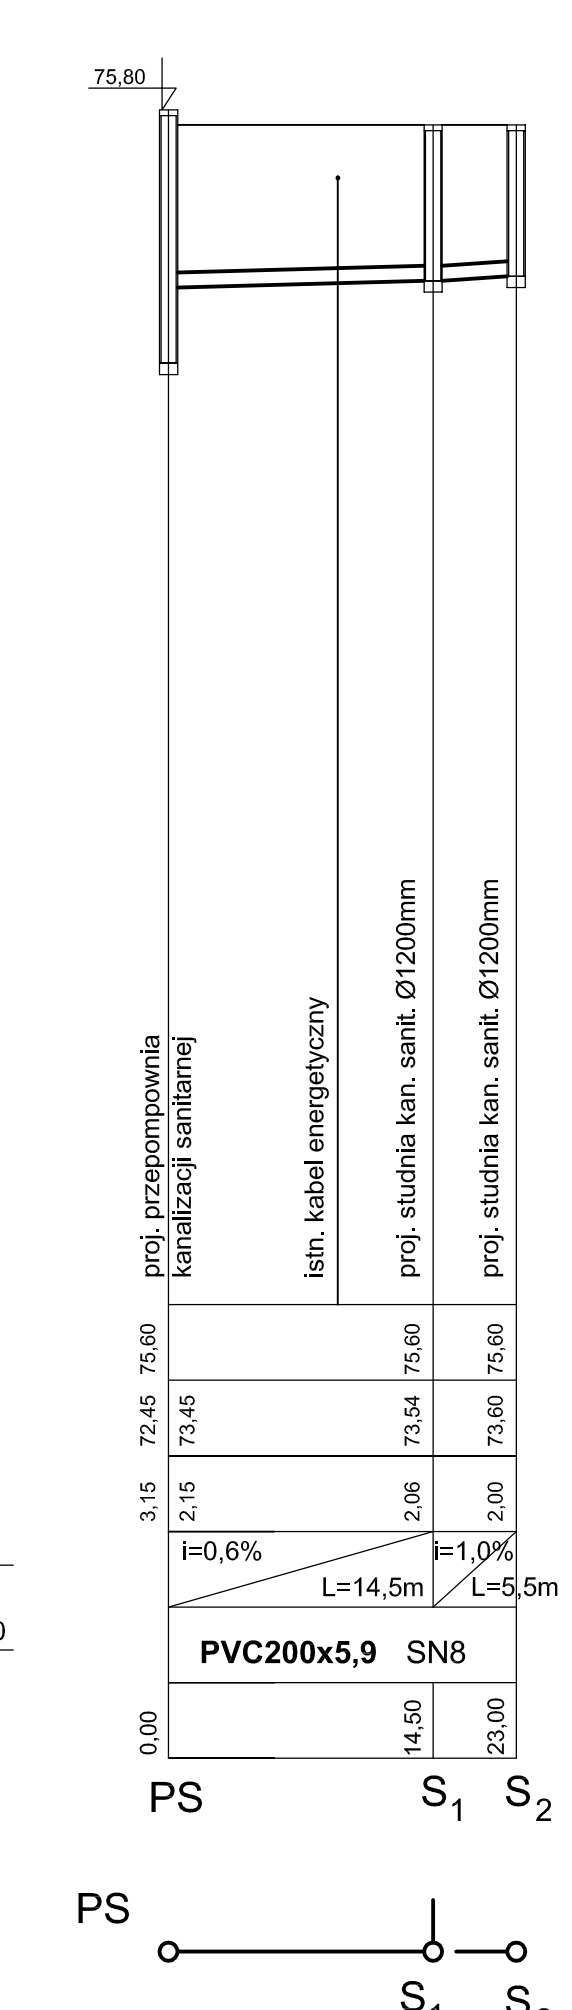 75,80
proj. przepompownia
kanalizacji sanitarnej
istn. kabel energetyczny
proj. studnia kan. sanit. Ø1200mm
proj. studnia kan. sanit. Ø1200mm
75,60 75,60 75,60
72,45 73,45 73,54 73,60
3,15 2,15 2,06 2,00
i=0,6% i=1,0%
L=14,5m L=5,5m
0
PVC200x5,9 SN8
0,00 14,50 23,00
PS S1 S2
PS
S1 S2